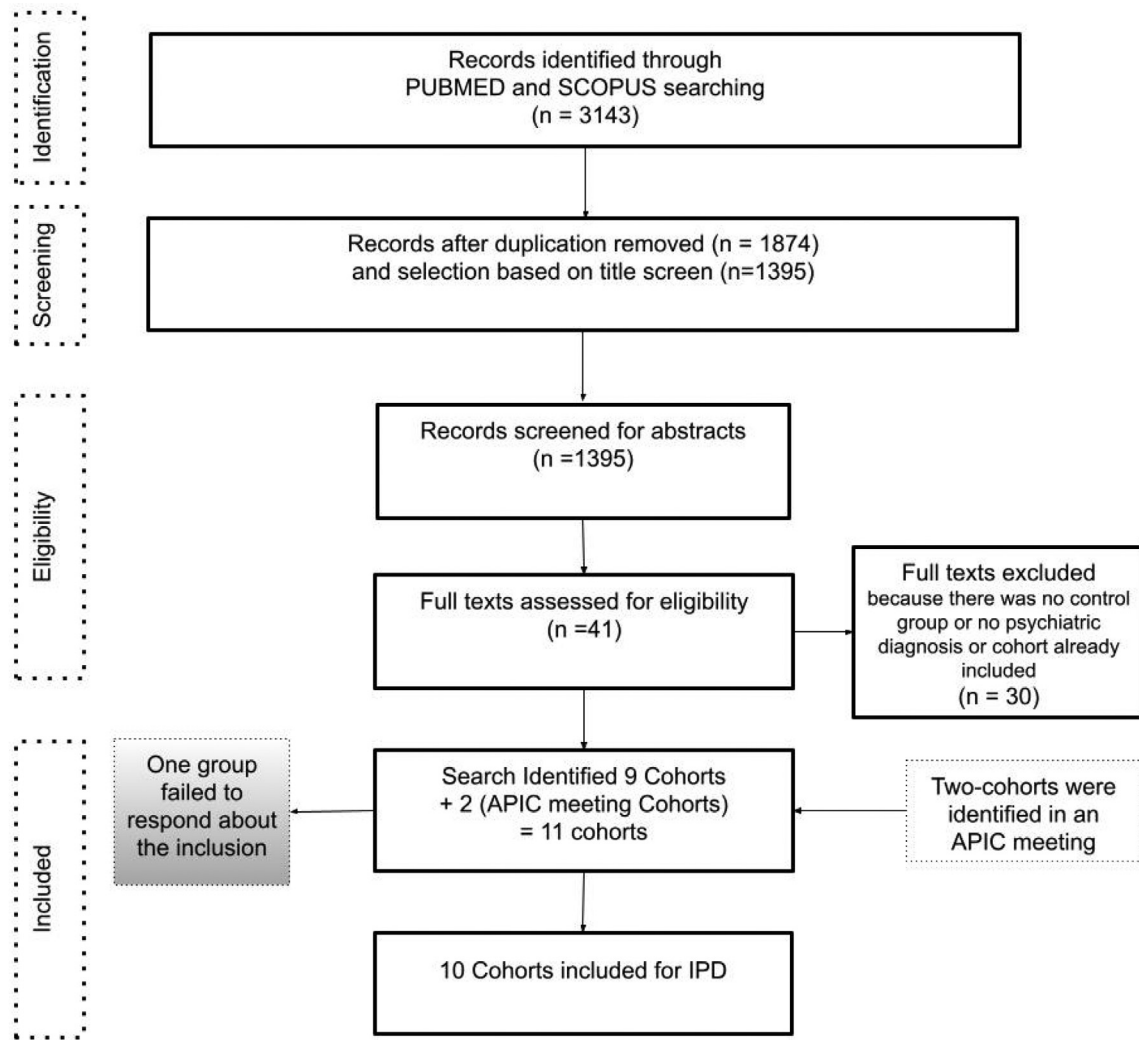 Identification
Records identified through
PUBMED and SCOPUS searching
(n = 3143)
Screening
Records after duplication removed (n = 1874)
and selection based on title screen (n=1395)
Eligibility
Records screened for abstracts
(n =1395)
Full texts assessed for eligibility
(n =41)
Full texts excluded
because there was no control
group or no psychiatric
diagnosis or cohort already
included
(n = 30)
Included
One group
failed to
respond about
the inclusion
Search Identified 9 Cohorts
+ 2 (APIC meeting Cohorts)
= 11 cohorts
Two-cohorts were
identified in an
APIC meeting
10 Cohorts included for IPD